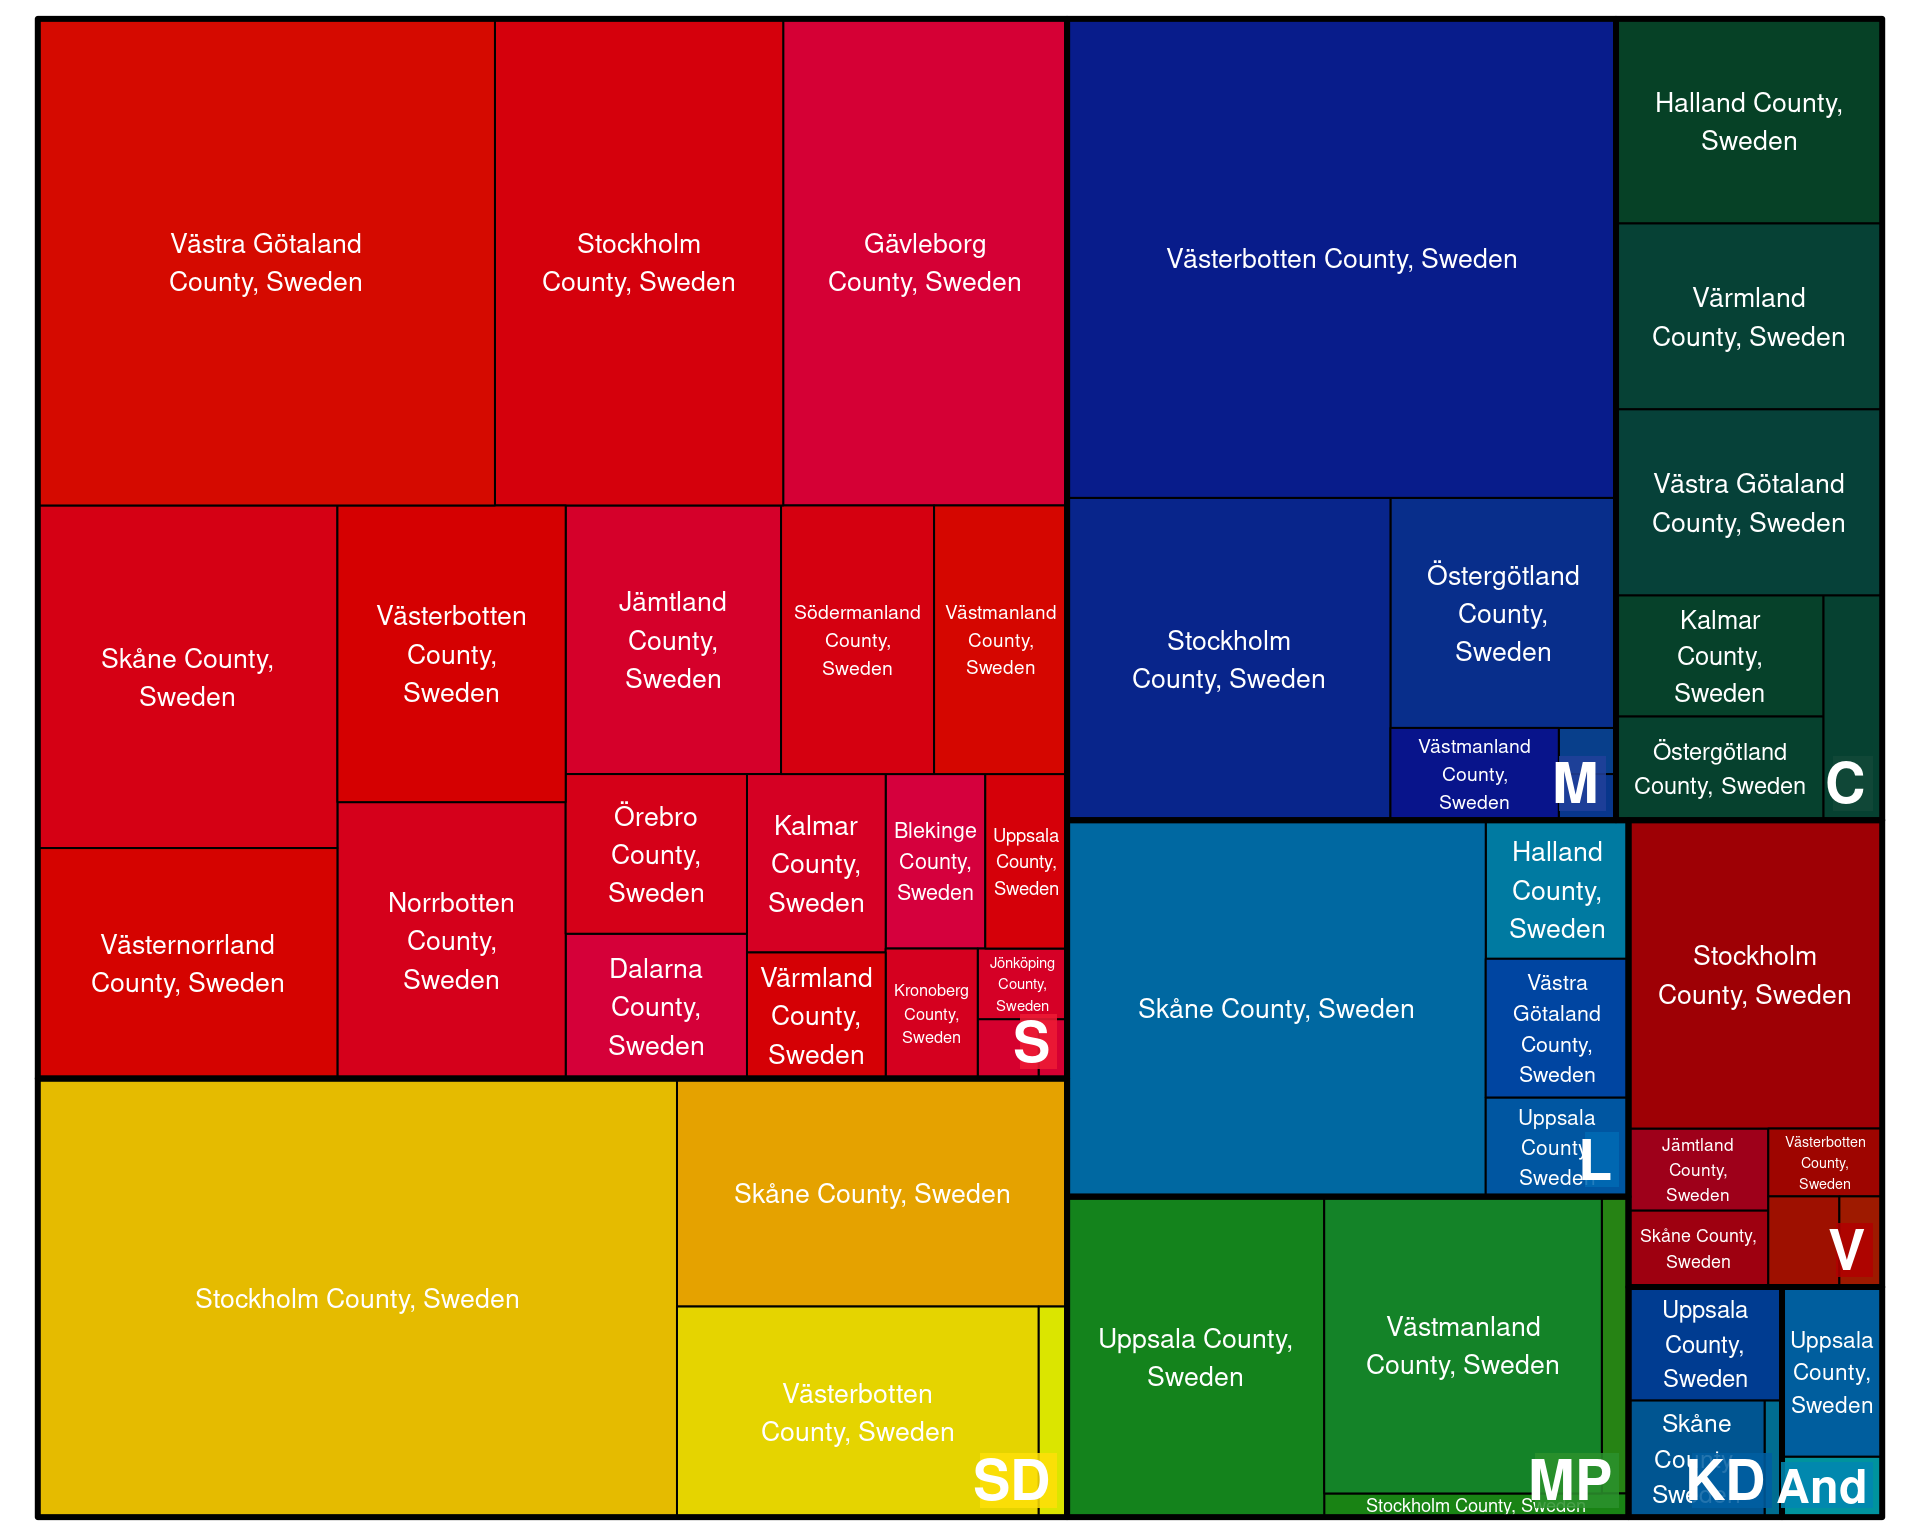 Västra Götaland
County, Sweden
Stockholm
County, Sweden
Gävleborg
County, Sweden
Skåne County,
Sweden
Västerbotten
County,
Sweden
Jämtland
County,
Sweden
Södermanland
County,
Sweden
Västmanland
County,
Sweden
Västernorrland
County, Sweden
Norrbotten
County,
Sweden
Örebro
County,
Sweden
Kalmar
County,
Sweden
Blekinge
County,
Sweden
Uppsala
County,
Sweden
Dalarna
County,
Sweden
Värmland
County,
Sweden
Kronoberg
County,
Sweden
Jönköping
County,
Sweden
S
Stockholm County, Sweden
Skåne County, Sweden
Västerbotten
County, Sweden
SD
Västerbotten County, Sweden
Stockholm
County, Sweden
Östergötland
County,
Sweden
Västmanland
County,
Sweden
M
Halland County,
Sweden
Värmland
County, Sweden
Västra Götaland
County, Sweden
Kalmar
County,
Sweden
Östergötland
County, Sweden
C
Skåne County, Sweden
Halland
County,
Sweden
Västra
Götaland
County,
Sweden
Uppsala
County,
Sweden
L
Stockholm
County, Sweden
Jämtland
County,
Sweden
Västerbotten
County,
Sweden
Skåne County,
Sweden
V
Uppsala County,
Sweden
Västmanland
County, Sweden
Stockholm County, Sweden
MP
Uppsala
County,
Sweden
Skåne
County,
Sweden
KD
Uppsala
County,
Sweden
And